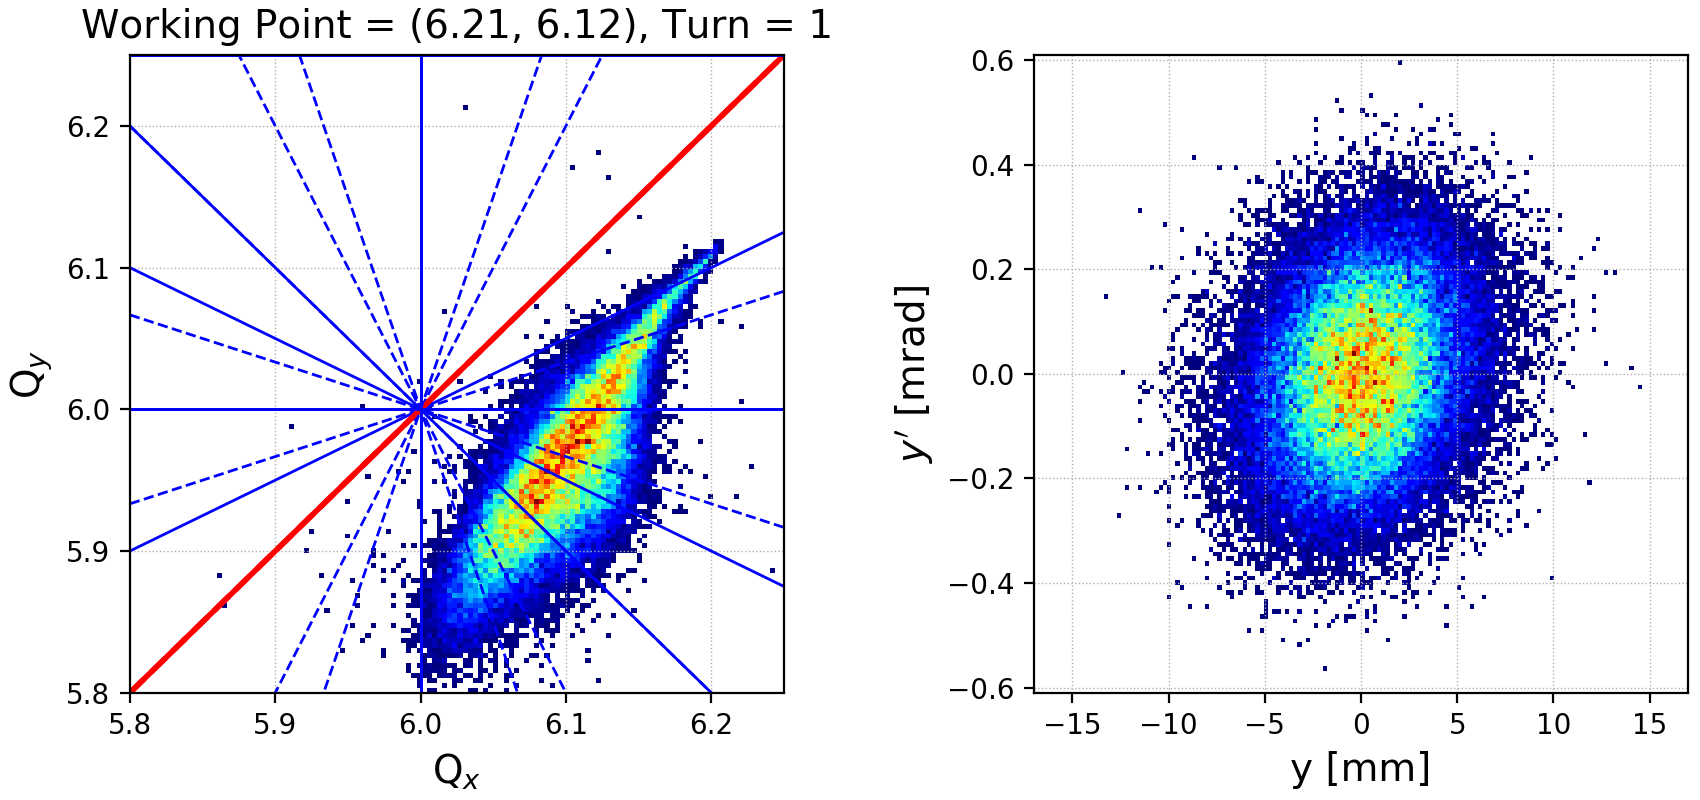 Working Point = (6.21, 6.12), Turn = 1
6.2
6.1
6.0
5.9
5.8
Q_y
5.8 5.9 6.0 6.1 6.2
Q_x
0.6
0.4
0.2
0.0
−0.2
−0.4
−0.6
y′ [mrad]
−15 −10 −5 0 5 10 15
y [mm]